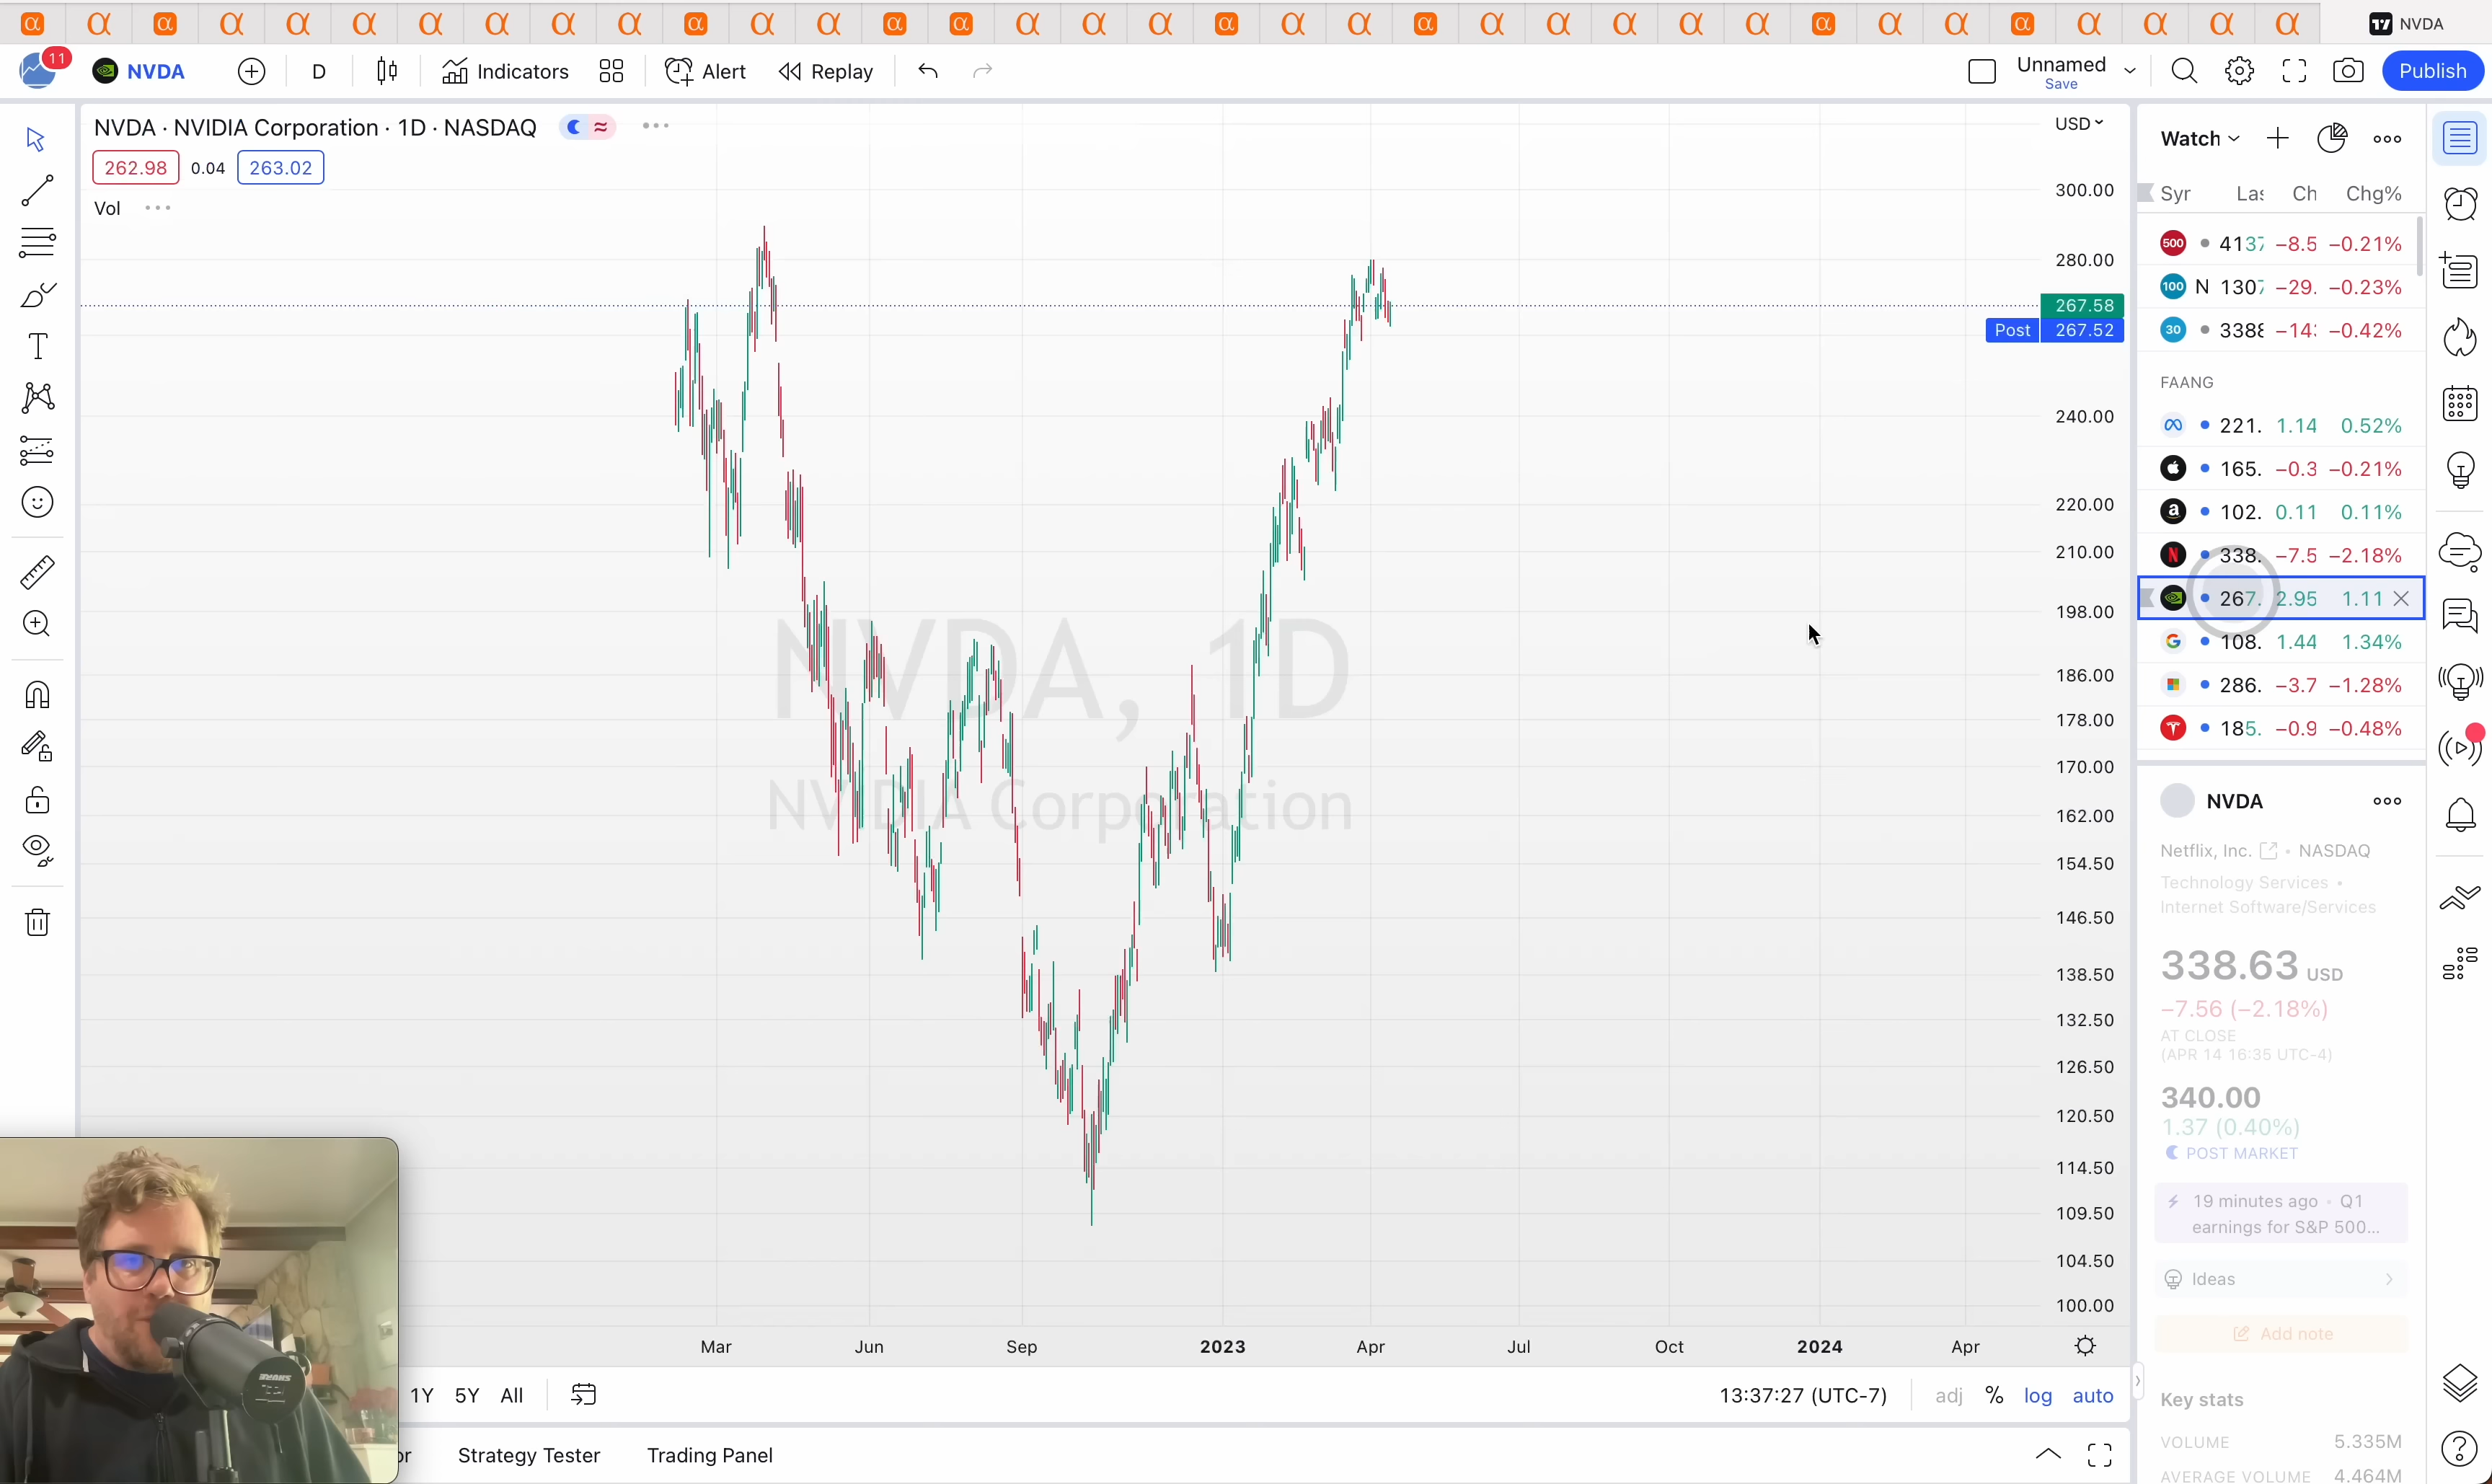 NVDA
11
NVDA
D
Indicators
Alert
Replay
Unnamed
Save
Publish
NVDA · NVIDIA Corporation · 1D · NASDAQ
262.98 0.04 263.02
Vol
USD
300.00
280.00
267.58
Post 267.52
240.00
220.00
210.00
198.00
186.00
178.00
170.00
162.00
154.50
146.50
138.50
132.50
126.50
120.50
114.50
109.50
104.50
100.00
NVDA, 1D
NVIDIA Corporation
Mar Jun Sep 2023 Apr Jul Oct 2024 Apr
1Y 5Y All
13:37:27 (UTC-7) adj % log auto
or Strategy Tester Trading Panel
Watch
Syr Las Ch Chg%
500 4137 −8.5 −0.21%
100 N 1307 −29. −0.23%
30 3388 −14 −0.42%
FAANG
221. 1.14 0.52%
165. −0.3 −0.21%
102. 0.11 0.11%
338. −7.5 −2.18%
267. 2.95 1.11
108. 1.44 1.34%
286. −3.7 −1.28%
185. −0.9 −0.48%
NVDA
Netflix, Inc. • NASDAQ
Technology Services •
Internet Software/Services
338.63 USD
−7.56 (−2.18%)
AT CLOSE
(APR 14 16:35 UTC-4)
340.00
1.37 (0.40%)
POST MARKET
19 minutes ago • Q1
earnings for S&P 500...
Ideas
Add note
Key stats
VOLUME 5.335M
AVERAGE VOLUME 4.464M